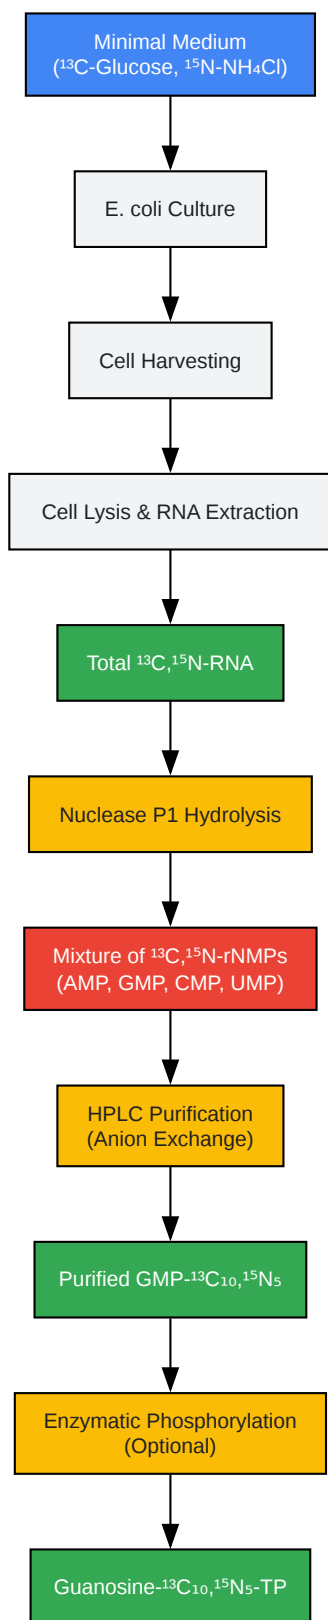 Minimal Medium
(¹³C-Glucose, ¹⁵N-NH₄Cl)
E. coli Culture
Cell Harvesting
Cell Lysis & RNA Extraction
Total ¹³C,¹⁵N-RNA
Nuclease P1 Hydrolysis
Mixture of ¹³C,¹⁵N-rNMPs
(AMP, GMP, CMP, UMP)
HPLC Purification
(Anion Exchange)
Purified GMP-¹³C₁₀,¹⁵N₅
Enzymatic Phosphorylation
(Optional)
Guanosine-¹³C₁₀,¹⁵N₅-TP